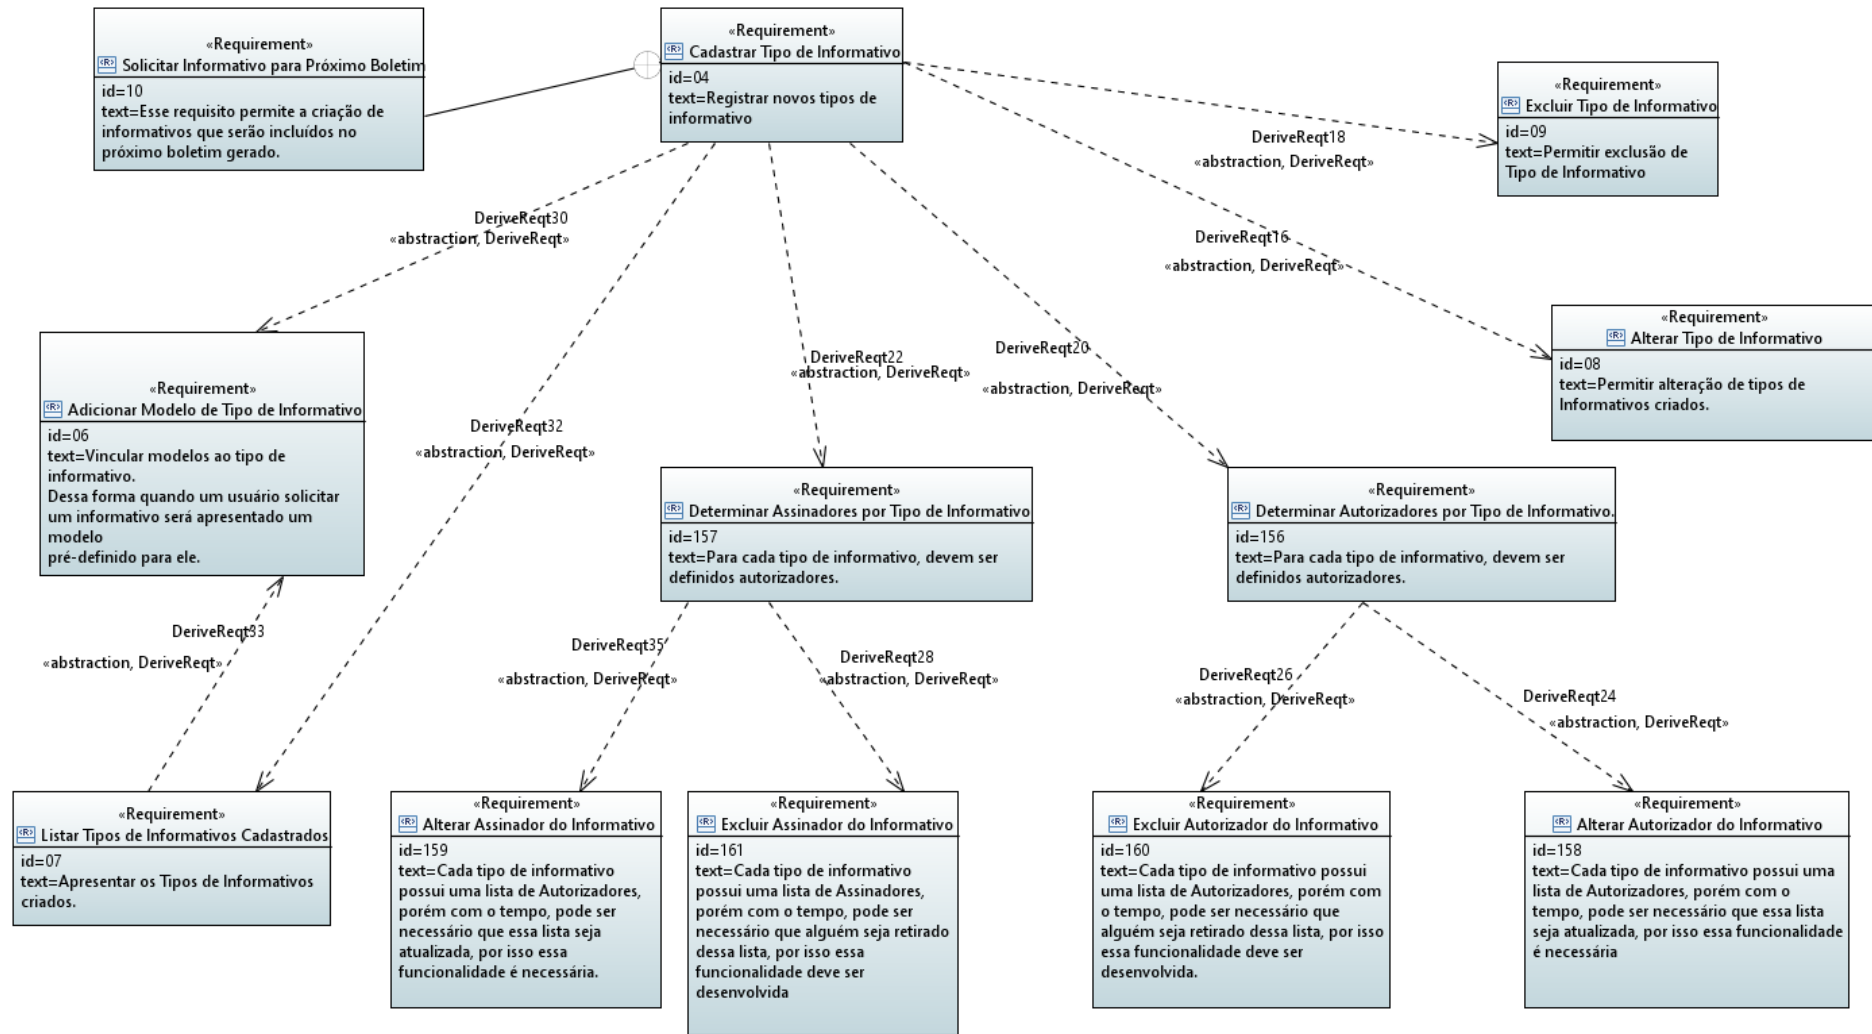 «Requirement»
Solicitar Informativo para Próximo Boletim
id=10
text=Esse requisito permite a criação de
informativos que serão incluídos no
próximo boletim gerado.
«Requirement»
Cadastrar Tipo de Informativo
id=04
text=Registrar novos tipos de
informativo
«Requirement»
Excluir Tipo de Informativo
id=09
text=Permitir exclusão de
Tipo de Informativo
DeriveReqt18
«abstraction, DeriveReqt»
DeriveReqt30
«abstraction, DeriveReqt»
DeriveReqt16
«abstraction, DeriveReqt»
«Requirement»
Alterar Tipo de Informativo
id=08
text=Permitir alteração de tipos de
Informativos criados.
DeriveReqt22
«abstraction, DeriveReqt»
DeriveReqt20
«abstraction, DeriveReqt»
«Requirement»
Adicionar Modelo de Tipo de Informativo
id=06
text=Vincular modelos ao tipo de
informativo.
Dessa forma quando um usuário solicitar
um informativo será apresentado um
modelo
pré-definido para ele.
DeriveReqt32
«abstraction, DeriveReqt»
«Requirement»
Determinar Assinadores por Tipo de Informativo
id=157
text=Para cada tipo de informativo, devem ser
definidos autorizadores.
«Requirement»
Determinar Autorizadores por Tipo de Informativo.
id=156
text=Para cada tipo de informativo, devem ser
definidos autorizadores.
DeriveReqt33
«abstraction, DeriveReqt»
DeriveReqt35
«abstraction, DeriveReqt»
DeriveReqt28
«abstraction, DeriveReqt»
DeriveReqt26
«abstraction, DeriveReqt»
DeriveReqt24
«abstraction, DeriveReqt»
«Requirement»
Listar Tipos de Informativos Cadastrados
id=07
text=Apresentar os Tipos de Informativos
criados.
«Requirement»
Alterar Assinador do Informativo
id=159
text=Cada tipo de informativo
possui uma lista de Autorizadores,
porém com o tempo, pode ser
necessário que essa lista seja
atualizada, por isso essa
funcionalidade é necessária.
«Requirement»
Excluir Assinador do Informativo
id=161
text=Cada tipo de informativo
possui uma lista de Assinadores,
porém com o tempo, pode ser
necessário que alguém seja retirado
dessa lista, por isso essa
funcionalidade deve ser
desenvolvida
«Requirement»
Excluir Autorizador do Informativo
id=160
text=Cada tipo de informativo possui
uma lista de Autorizadores, porém com
o tempo, pode ser necessário que
alguém seja retirado dessa lista, por isso
essa funcionalidade deve ser
desenvolvida.
«Requirement»
Alterar Autorizador do Informativo
id=158
text=Cada tipo de informativo possui uma
lista de Autorizadores, porém com o
tempo, pode ser necessário que essa lista
seja atualizada, por isso essa funcionalidade
é necessária